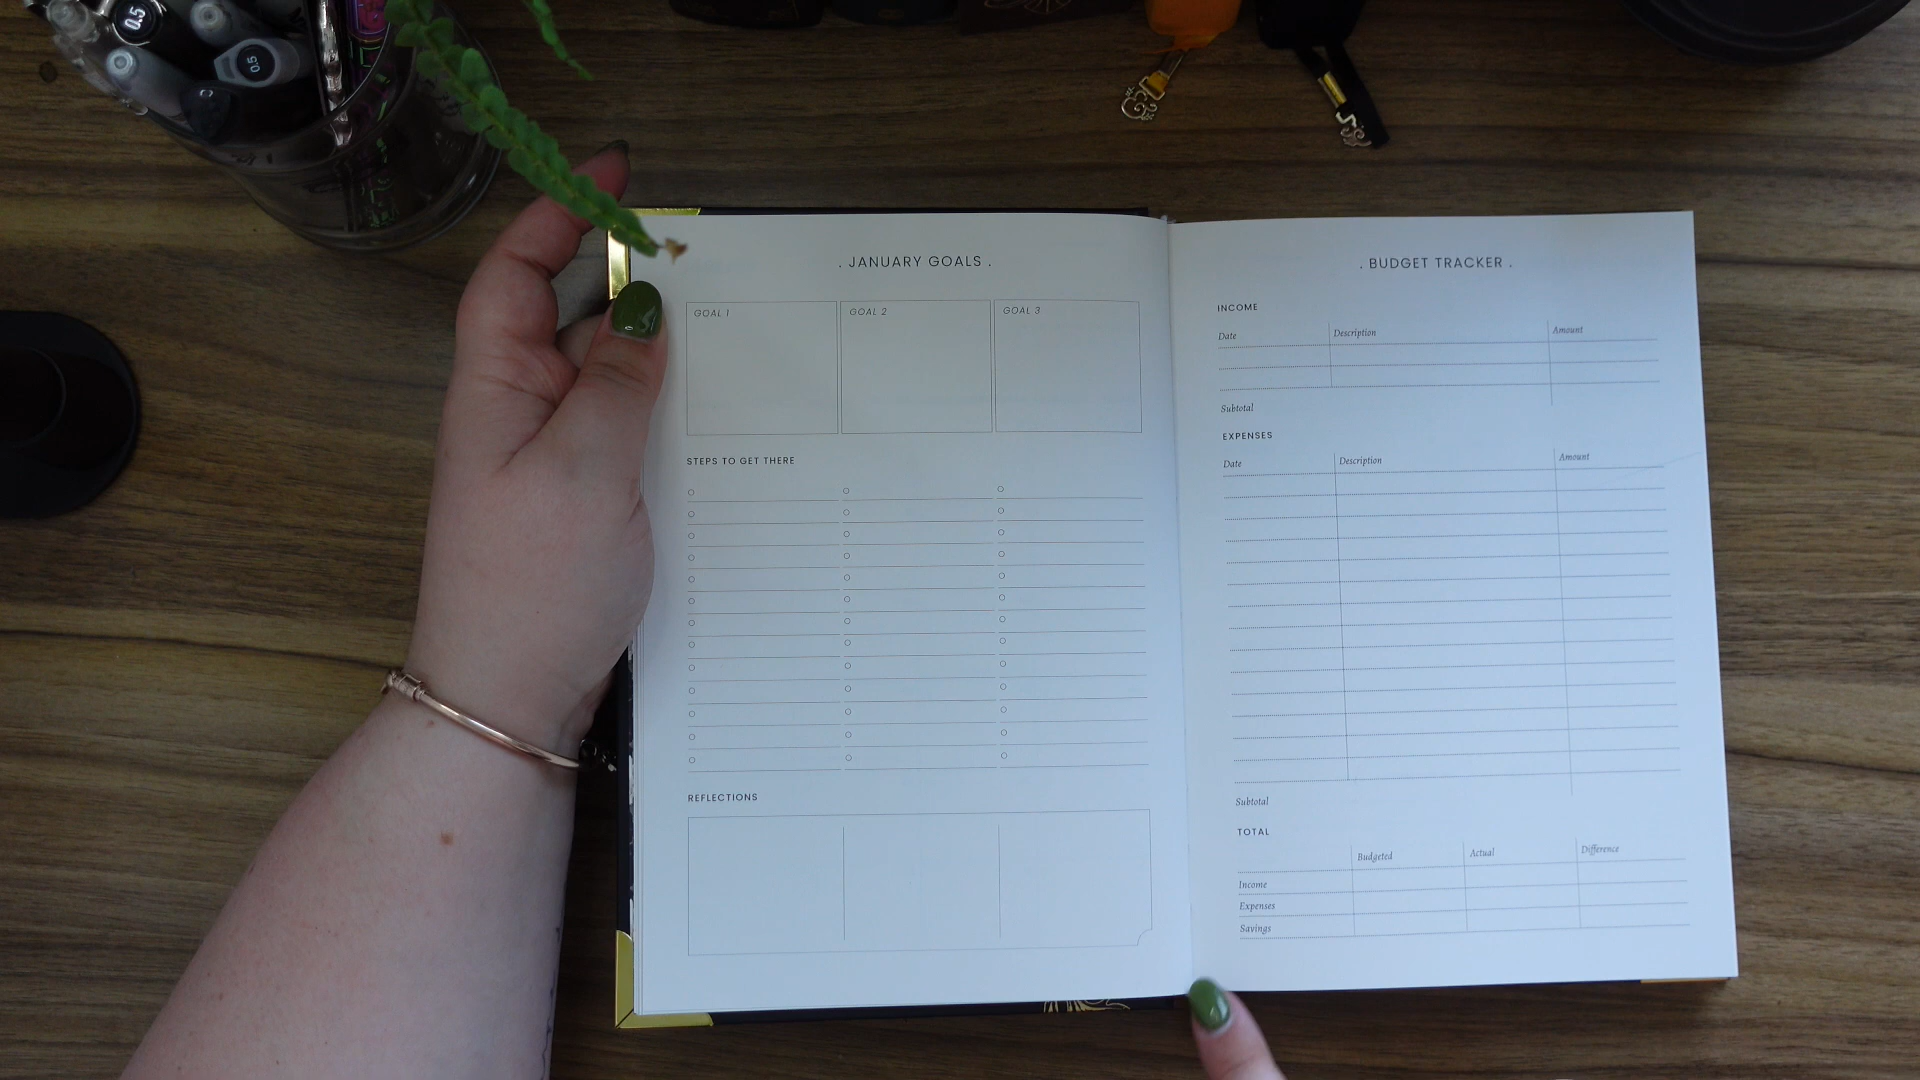 0.5
0.5
. JANUARY GOALS .
GOAL 1
GOAL 2
GOAL 3
STEPS TO GET THERE
REFLECTIONS
. BUDGET TRACKER .
INCOME
Date Description Amount
Subtotal
EXPENSES
Date Description Amount
Subtotal
TOTAL
Budgeted Actual Difference
Income
Expenses
Savings